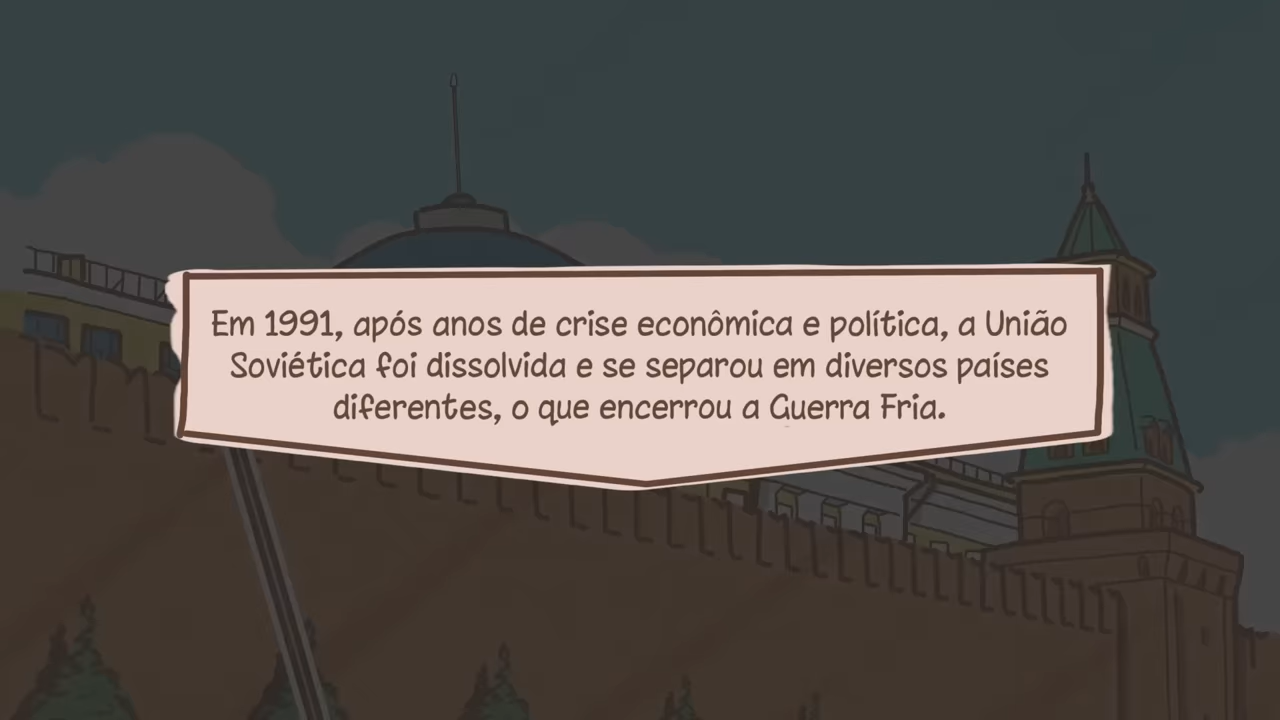 Em 1991, após anos de crise econômica e política, a União
Soviética foi dissolvida e se separou em diversos países
diferentes, o que encerrou a Guerra Fria.